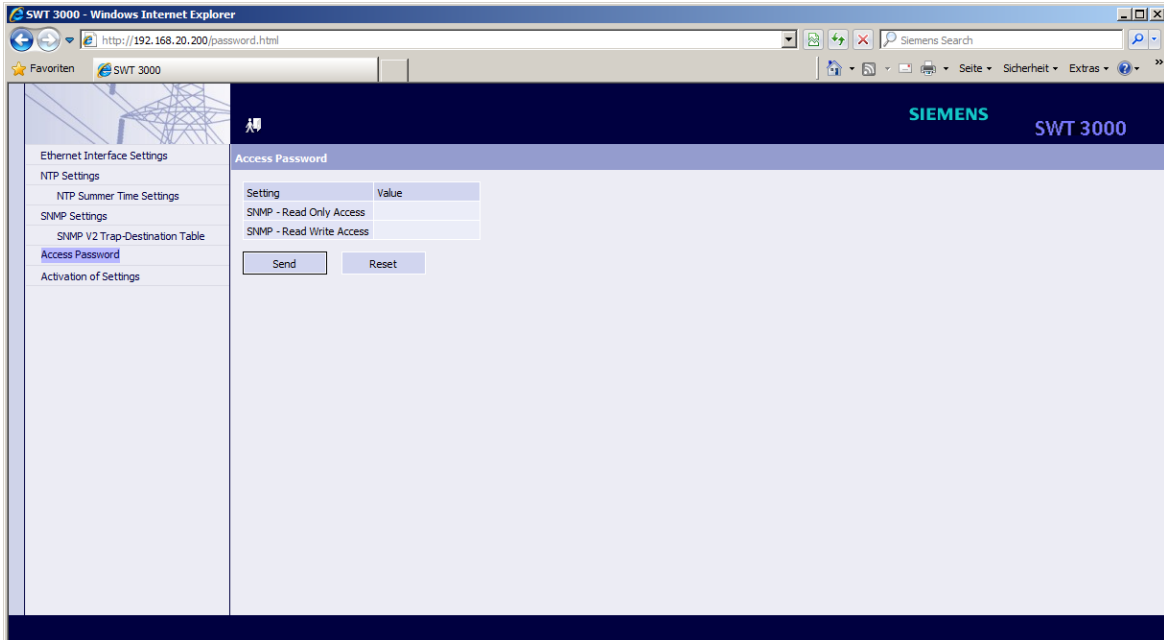 SWT 3000 - Windows Internet Explorer
http://192.168.20.200/password.html
Siemens Search
Favoriten
SWT 3000
Seite
Sicherheit
Extras
»
SIEMENS
SWT 3000
Ethernet Interface Settings
NTP Settings
NTP Summer Time Settings
SNMP Settings
SNMP V2 Trap-Destination Table
Access Password
Activation of Settings
Access Password
Setting Value
SNMP - Read Only Access
SNMP - Read Write Access
Send Reset